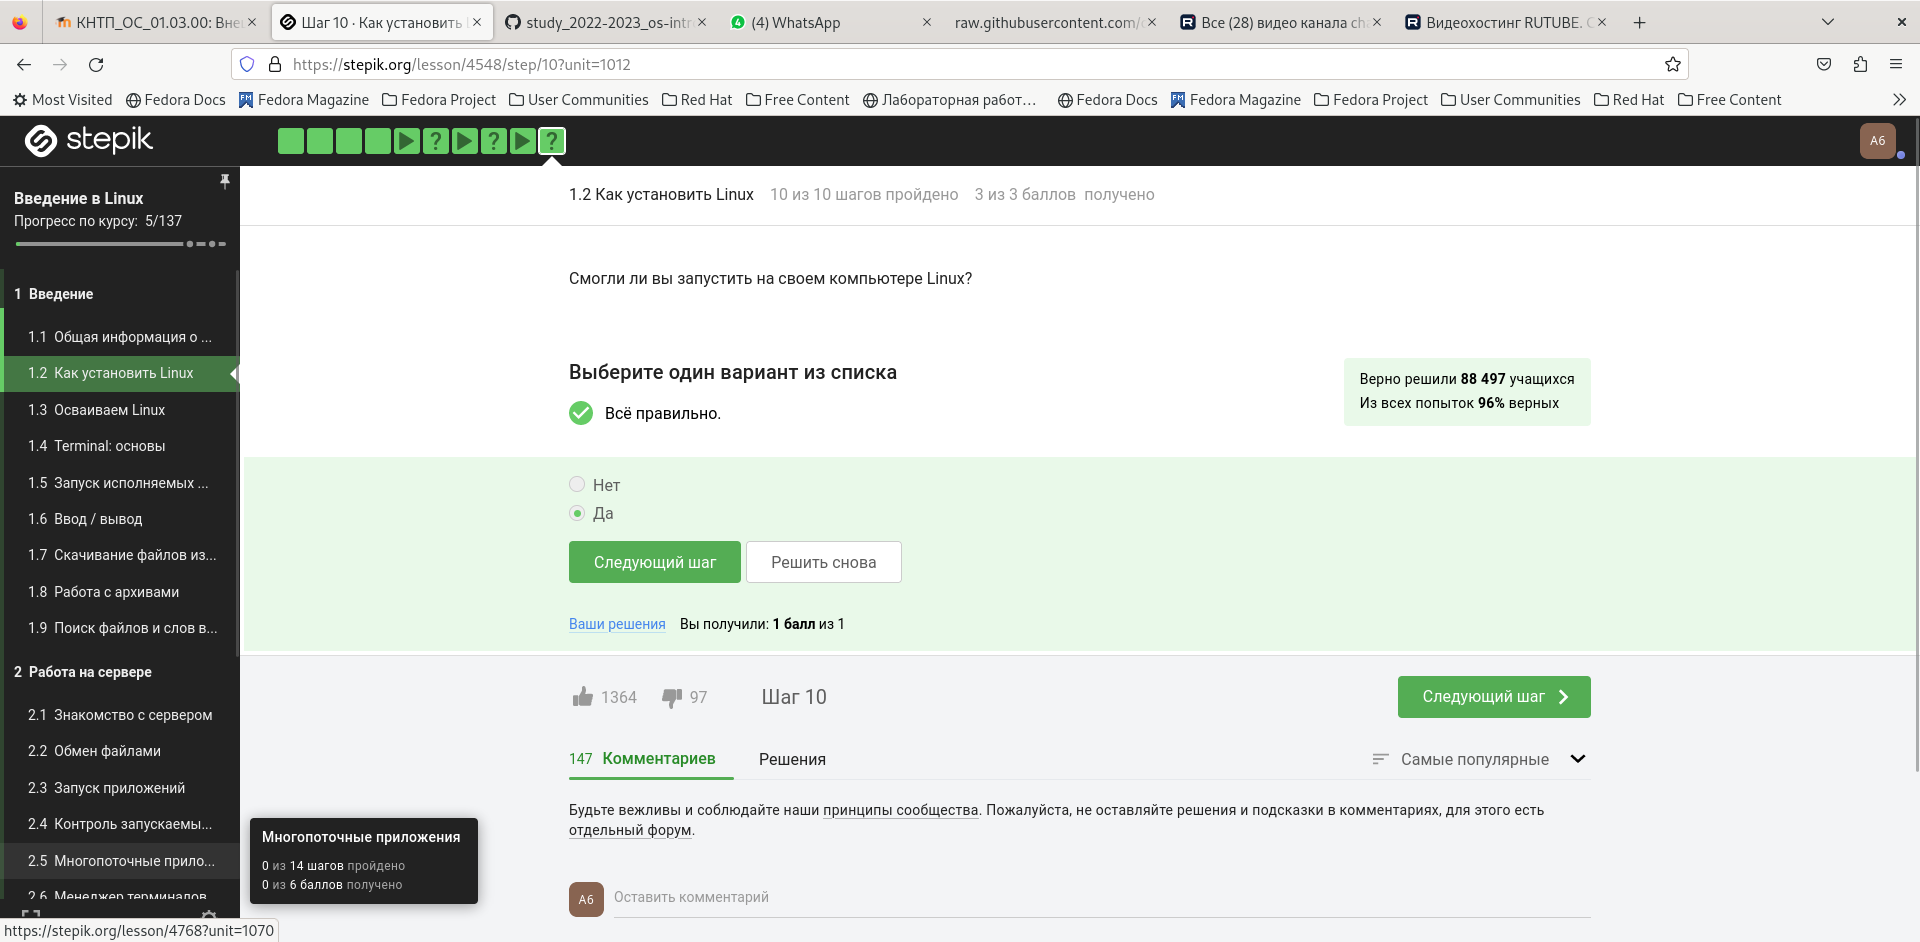 КНТП_ОС_01.03.00: Вне
Шаг 10 · Как установить
study_2022-2023_os-intr
(4) WhatsApp
raw.githubusercontent.com/
Все (28) видео канала
Видеохостинг RUTUBE.
https://stepik.org/lesson/4548/step/10?unit=1012
Most Visited Fedora Docs Fedora Magazine Fedora Project User Communities Red Hat Free Content Лабораторная работ… Fedora Docs Fedora Magazine Fedora Project User Communities Red Hat Free Content
stepik
? ? ?
A6
Введение в Linux
Прогресс по курсу: 5/137
1 Введение
1.1 Общая информация о ...
1.2 Как установить Linux
1.3 Осваиваем Linux
1.4 Terminal: основы
1.5 Запуск исполняемых ...
1.6 Ввод / вывод
1.7 Скачивание файлов из...
1.8 Работа с архивами
1.9 Поиск файлов и слов в...
2 Работа на сервере
2.1 Знакомство с сервером
2.2 Обмен файлами
2.3 Запуск приложений
2.4 Контроль запускаемы...
2.5 Многопоточные прило...
2.6 Менеджер терминалов
Многопоточные приложения
0 из 14 шагов пройдено
0 из 6 баллов получено
https://stepik.org/lesson/4768?unit=1070
1.2 Как установить Linux 10 из 10 шагов пройдено 3 из 3 баллов получено
Смогли ли вы запустить на своем компьютере Linux?
Выберите один вариант из списка
Всё правильно.
Верно решили 88 497 учащихся
Из всех попыток 96% верных
Нет
Да
Следующий шаг
Решить снова
Ваши решения Вы получили: 1 балл из 1
1364 97 Шаг 10
Следующий шаг
147 Комментариев Решения
Самые популярные
Будьте вежливы и соблюдайте наши принципы сообщества. Пожалуйста, не оставляйте решения и подсказки в комментариях, для этого есть
отдельный форум.
A6 Оставить комментарий